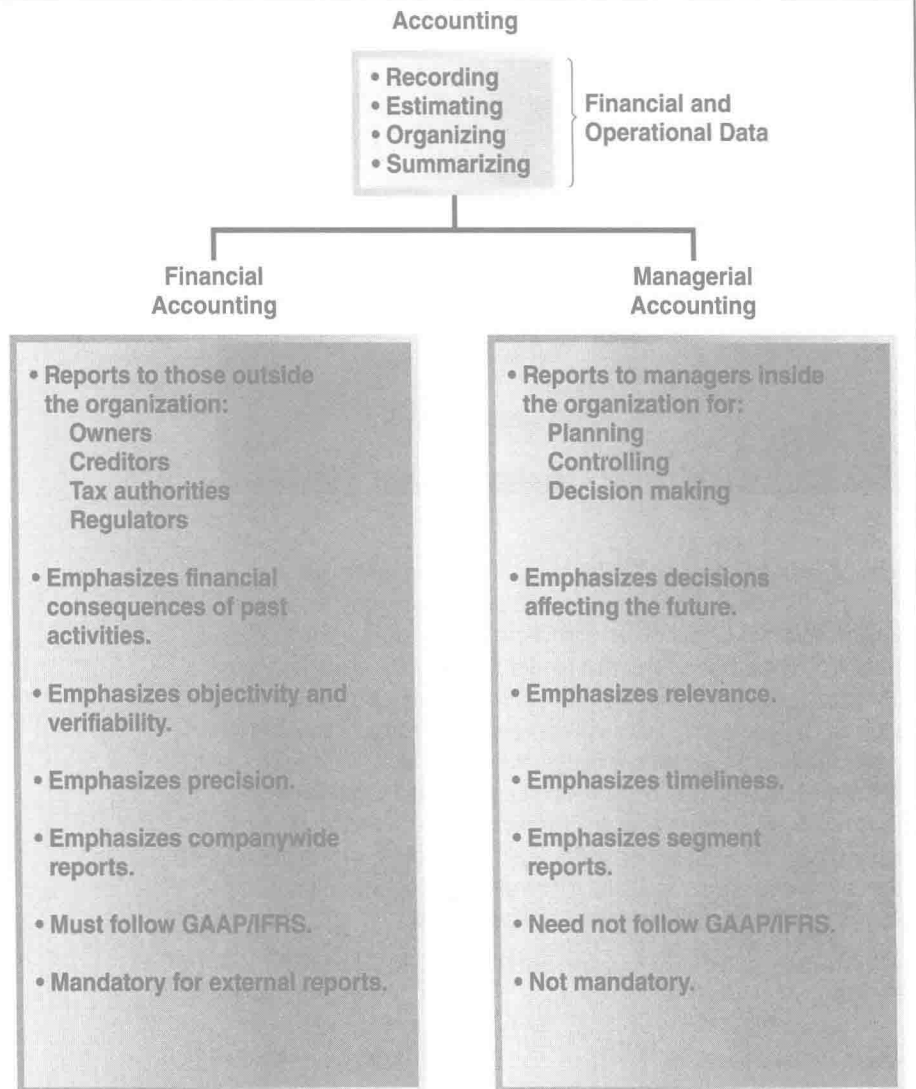 Accounting
• Recording
• Estimating
• Organizing
• Summarizing
Financial and
Operational Data
Financial
Accounting
Managerial
Accounting
• Reports to those outside
the organization:
Owners
Creditors
Tax authorities
Regulators
• Emphasizes financial
consequences of past
activities.
• Emphasizes objectivity and
verifiability.
• Emphasizes precision.
• Emphasizes companywide
reports.
• Must follow GAAP/IFRS.
• Mandatory for external reports.
• Reports to managers inside
the organization for:
Planning
Controlling
Decision making
• Emphasizes decisions
affecting the future.
• Emphasizes relevance.
• Emphasizes timeliness.
• Emphasizes segment
reports.
• Need not follow GAAP/IFRS.
• Not mandatory.